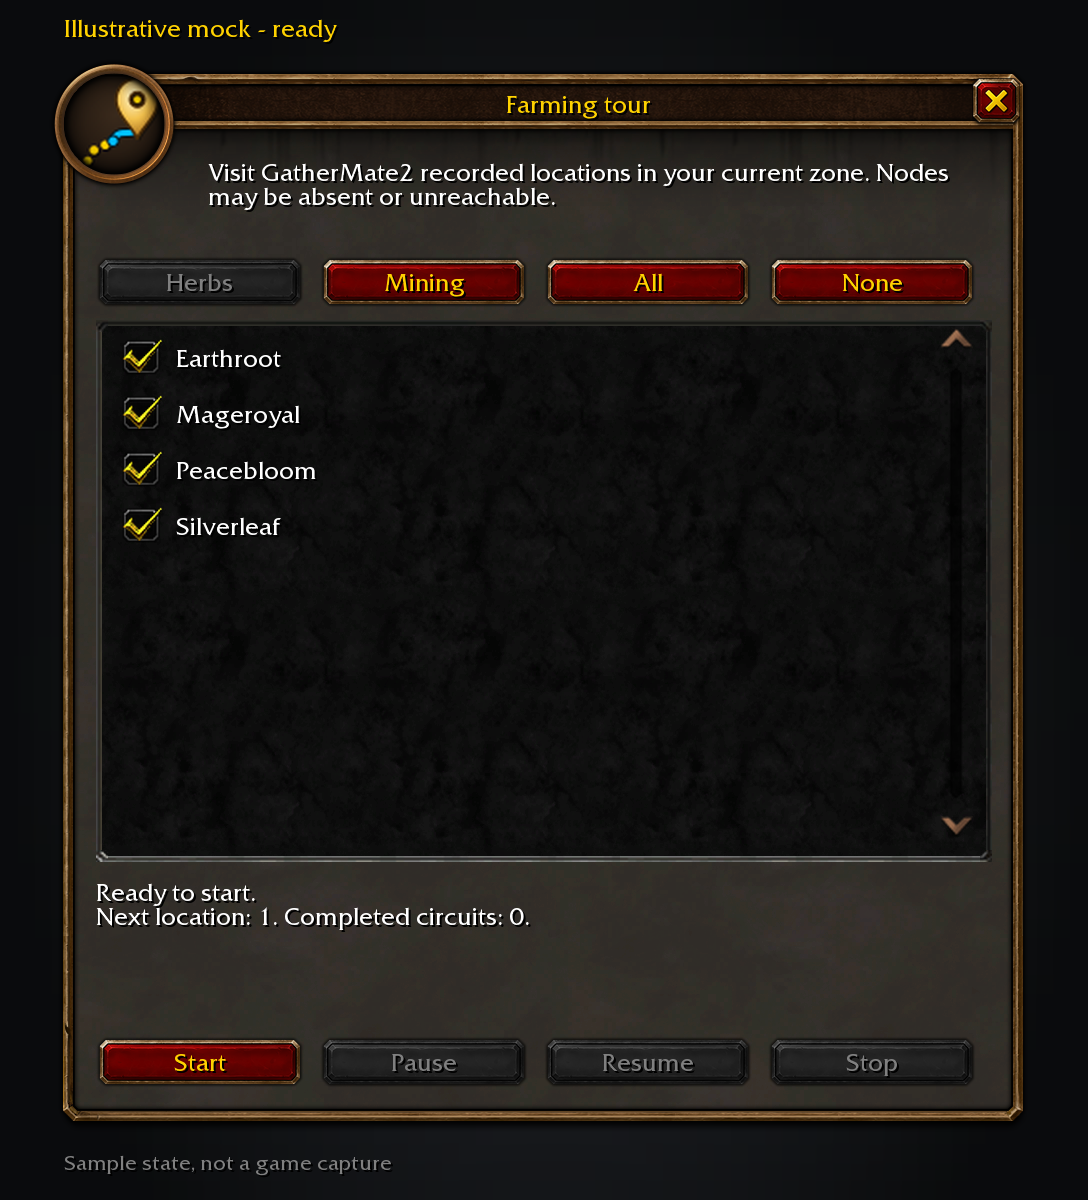 Illustrative mock - ready
Farming tour
Visit GatherMate2 recorded locations in your current zone. Nodes
may be absent or unreachable.
Herbs Mining All None
Earthroot
Mageroyal
Peacebloom
Silverleaf
Ready to start.
Next location: 1. Completed circuits: 0.
Start Pause Resume Stop
Sample state, not a game capture